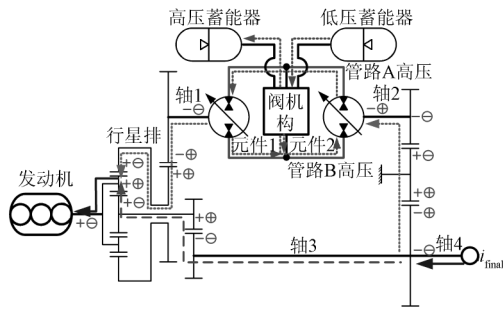 高压蓄能器
低压蓄能器
管路A高压
轴1
阀机
构
轴2
-⊖
-⊕
-⊖
行星排
元件1
元件2
-⊕
+⊕
+⊖
管路B高压
发动机
+⊖
+⊕
+⊖
-⊕
+⊖
+⊖
+⊕
-⊖
-⊕
+⊖
轴3
-⊖
轴4
i final